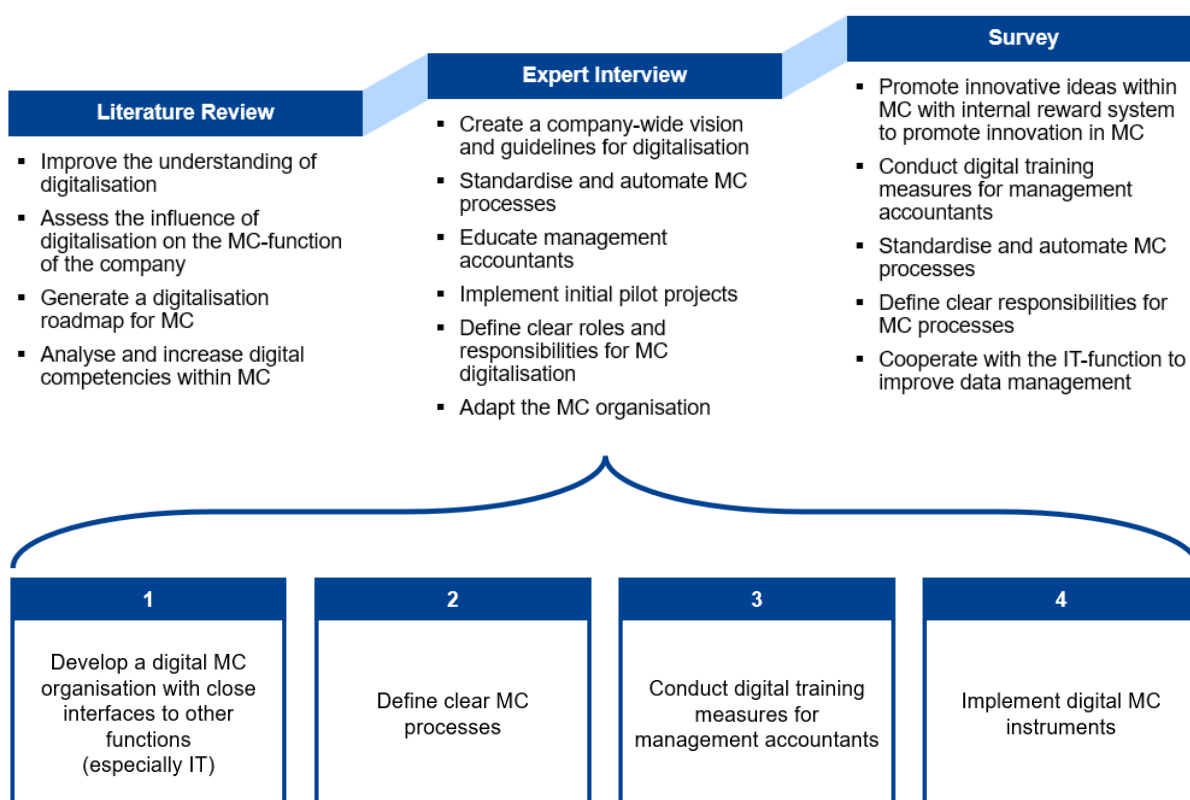 Literature Review
▪ Improve the understanding of
digitalisation
▪ Assess the influence of
digitalisation on the MC-function
of the company
▪ Generate a digitalisation
roadmap for MC
▪ Analyse and increase digital
competencies within MC
Expert Interview
▪ Create a company-wide vision
and guidelines for digitalisation
▪ Standardise and automate MC
processes
▪ Educate management
accountants
▪ Implement initial pilot projects
▪ Define clear roles and
responsibilities for MC
digitalisation
▪ Adapt the MC organisation
Survey
▪ Promote innovative ideas within
MC with internal reward system
to promote innovation in MC
▪ Conduct digital training
measures for management
accountants
▪ Standardise and automate MC
processes
▪ Define clear responsibilities for
MC processes
▪ Cooperate with the IT-function to
improve data management
1
Develop a digital MC
organisation with close
interfaces to other
functions
(especially IT)
2
Define clear MC
processes
3
Conduct digital training
measures for
management accountants
4
Implement digital MC
instruments